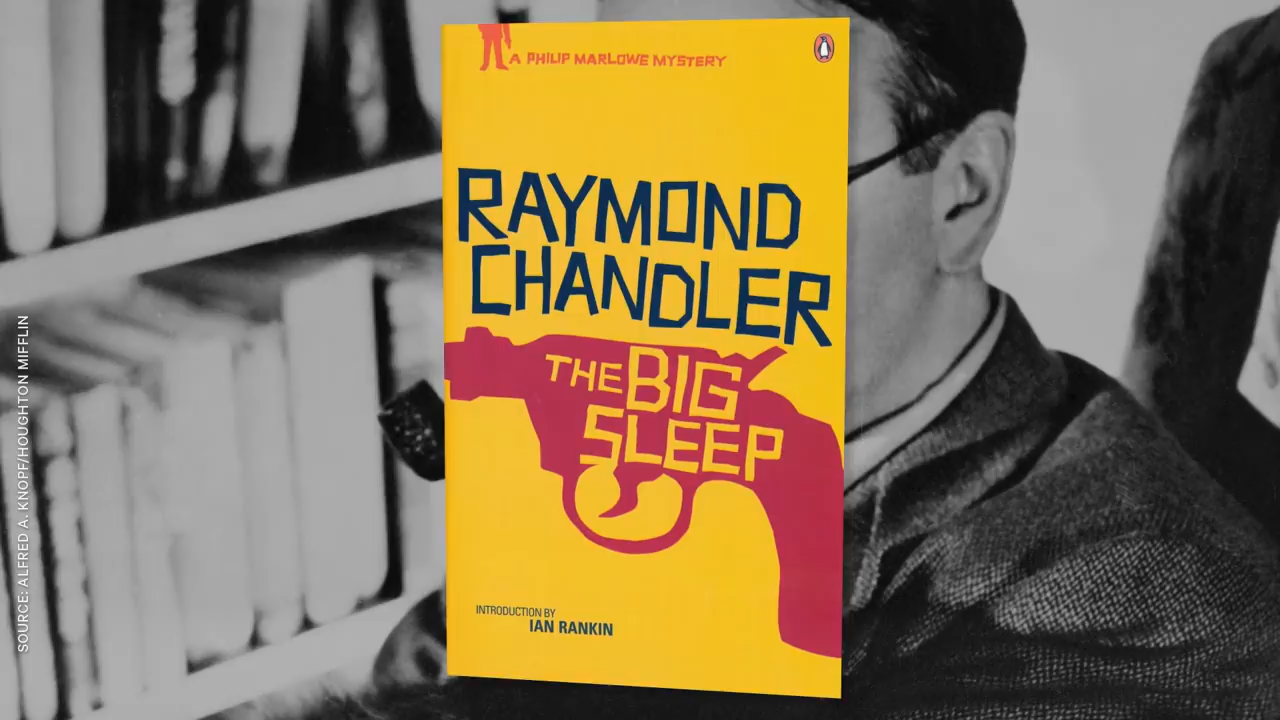 A PHILIP MARLOWE MYSTERY
RAYMOND
CHANDLER
THE BIG
SLEEP
INTRODUCTION BY
IAN RANKIN
SOURCE: ALFRED A. KNOPF/HOUGHTON MIFFLIN